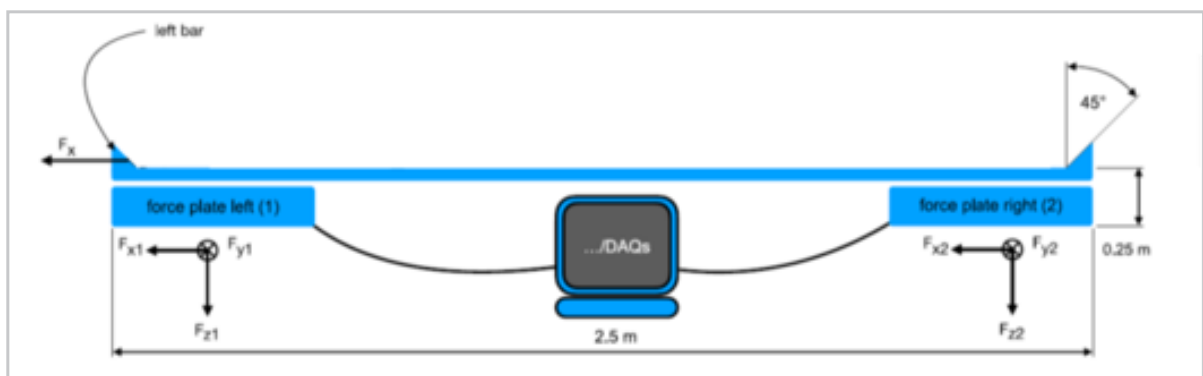 left bar
45°
Fx
force plate left (1)
force plate right (2)
Fx1
Fy1
.../DAQs
Fx2
Fy2
0.25 m
Fz1
2.5 m
Fz2